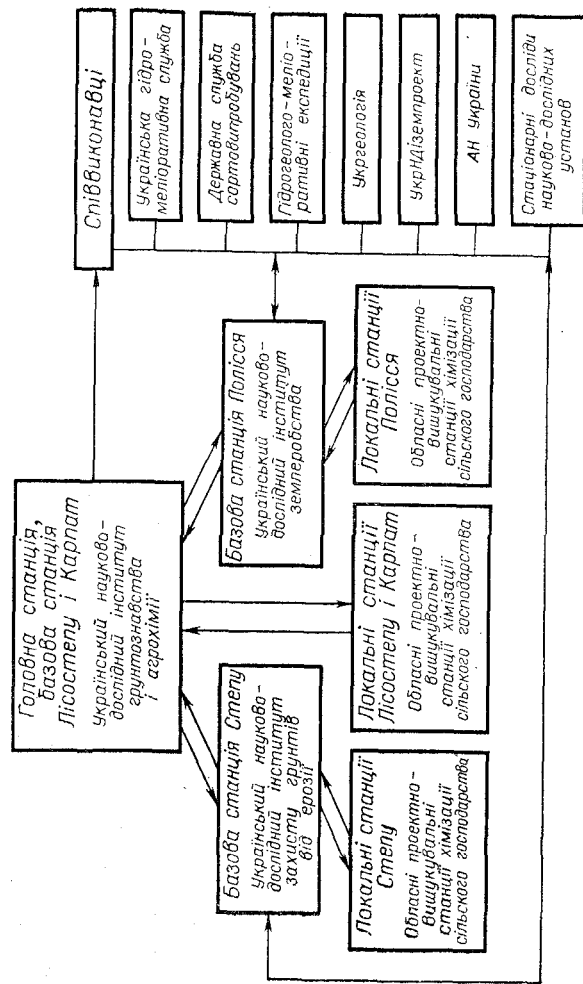 Головна станція,
базова станція
Лісостепу і Карпат
Український науково-
дослідний інститут
грунтознавства
і агрохімії
Співвиконавці
Українська гідро-
меліоративна служба
Державна служба
сортовипробувань
Гідрогеолого-меліо-
ративні експедиції
Укргеологія
УкрНДІземпроект
АН України
Стаціонарні досліди
науково-дослідних
установ
Базова станція Степу
Український науково-
дослідний інститут
захисту грунтів
від ерозії
Базова станція Полісся
Український науково-
дослідний інститут
землеробства
Локальні станції
Степу
Обласні проектно-
вишукувальні
станції хімізації
сільского господарства
Локальні станції
Лісостепу і Карпат
Обласні проектно-
вишукувальні
станції хімізації
сільского господарства
Локальні станції
Полісся
Обласні проектно-
вишукувальні
станції хімізації
сільского господарства